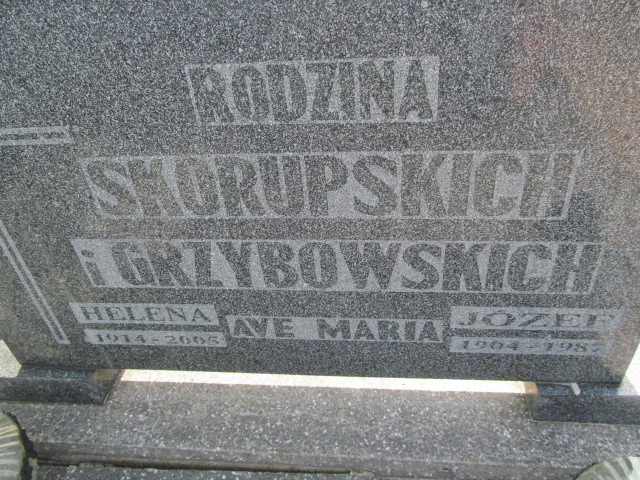 RODZINA
SKORUPSKICH
i GRZYBOWSKICH
HELENA
1914-2005
AVE MARIA
JÓZEF
1904-1987